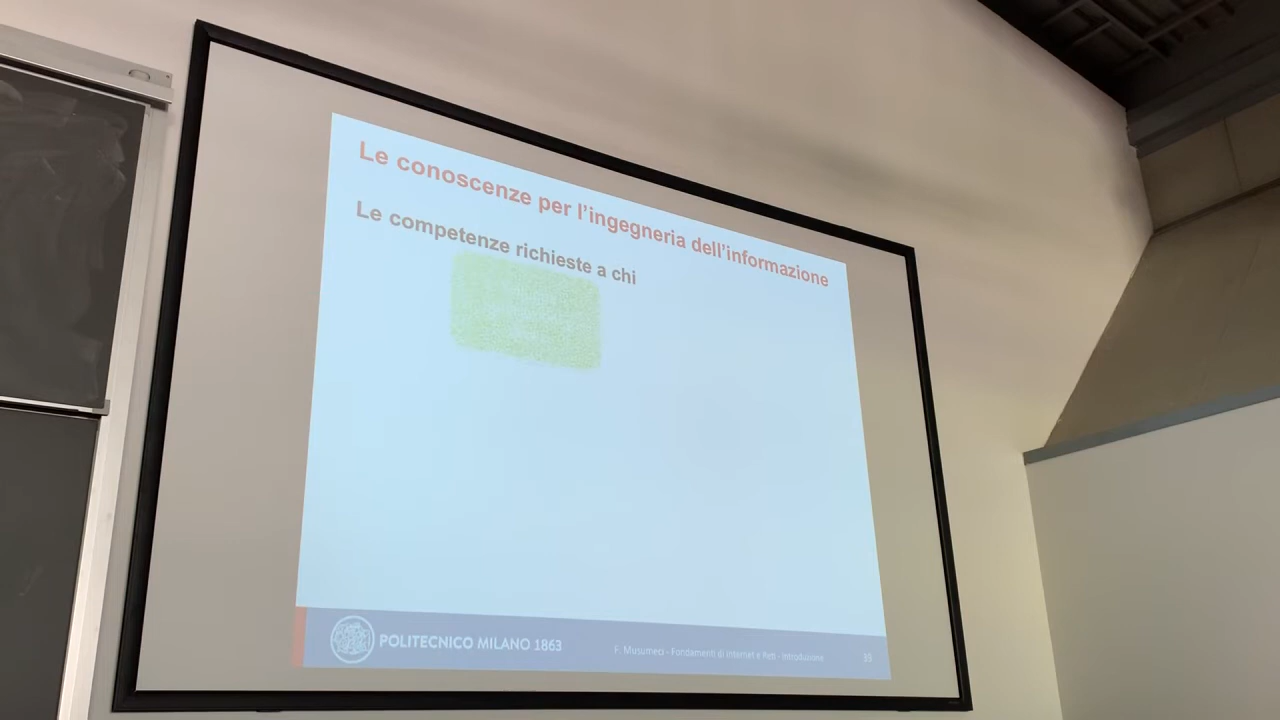 Le conoscenze per l'ingegneria dell'informazione
Le competenze richieste a chi
POLITECNICO MILANO 1863
F. Musumeci - Fondamenti di Internet e Reti - Introduzione
33